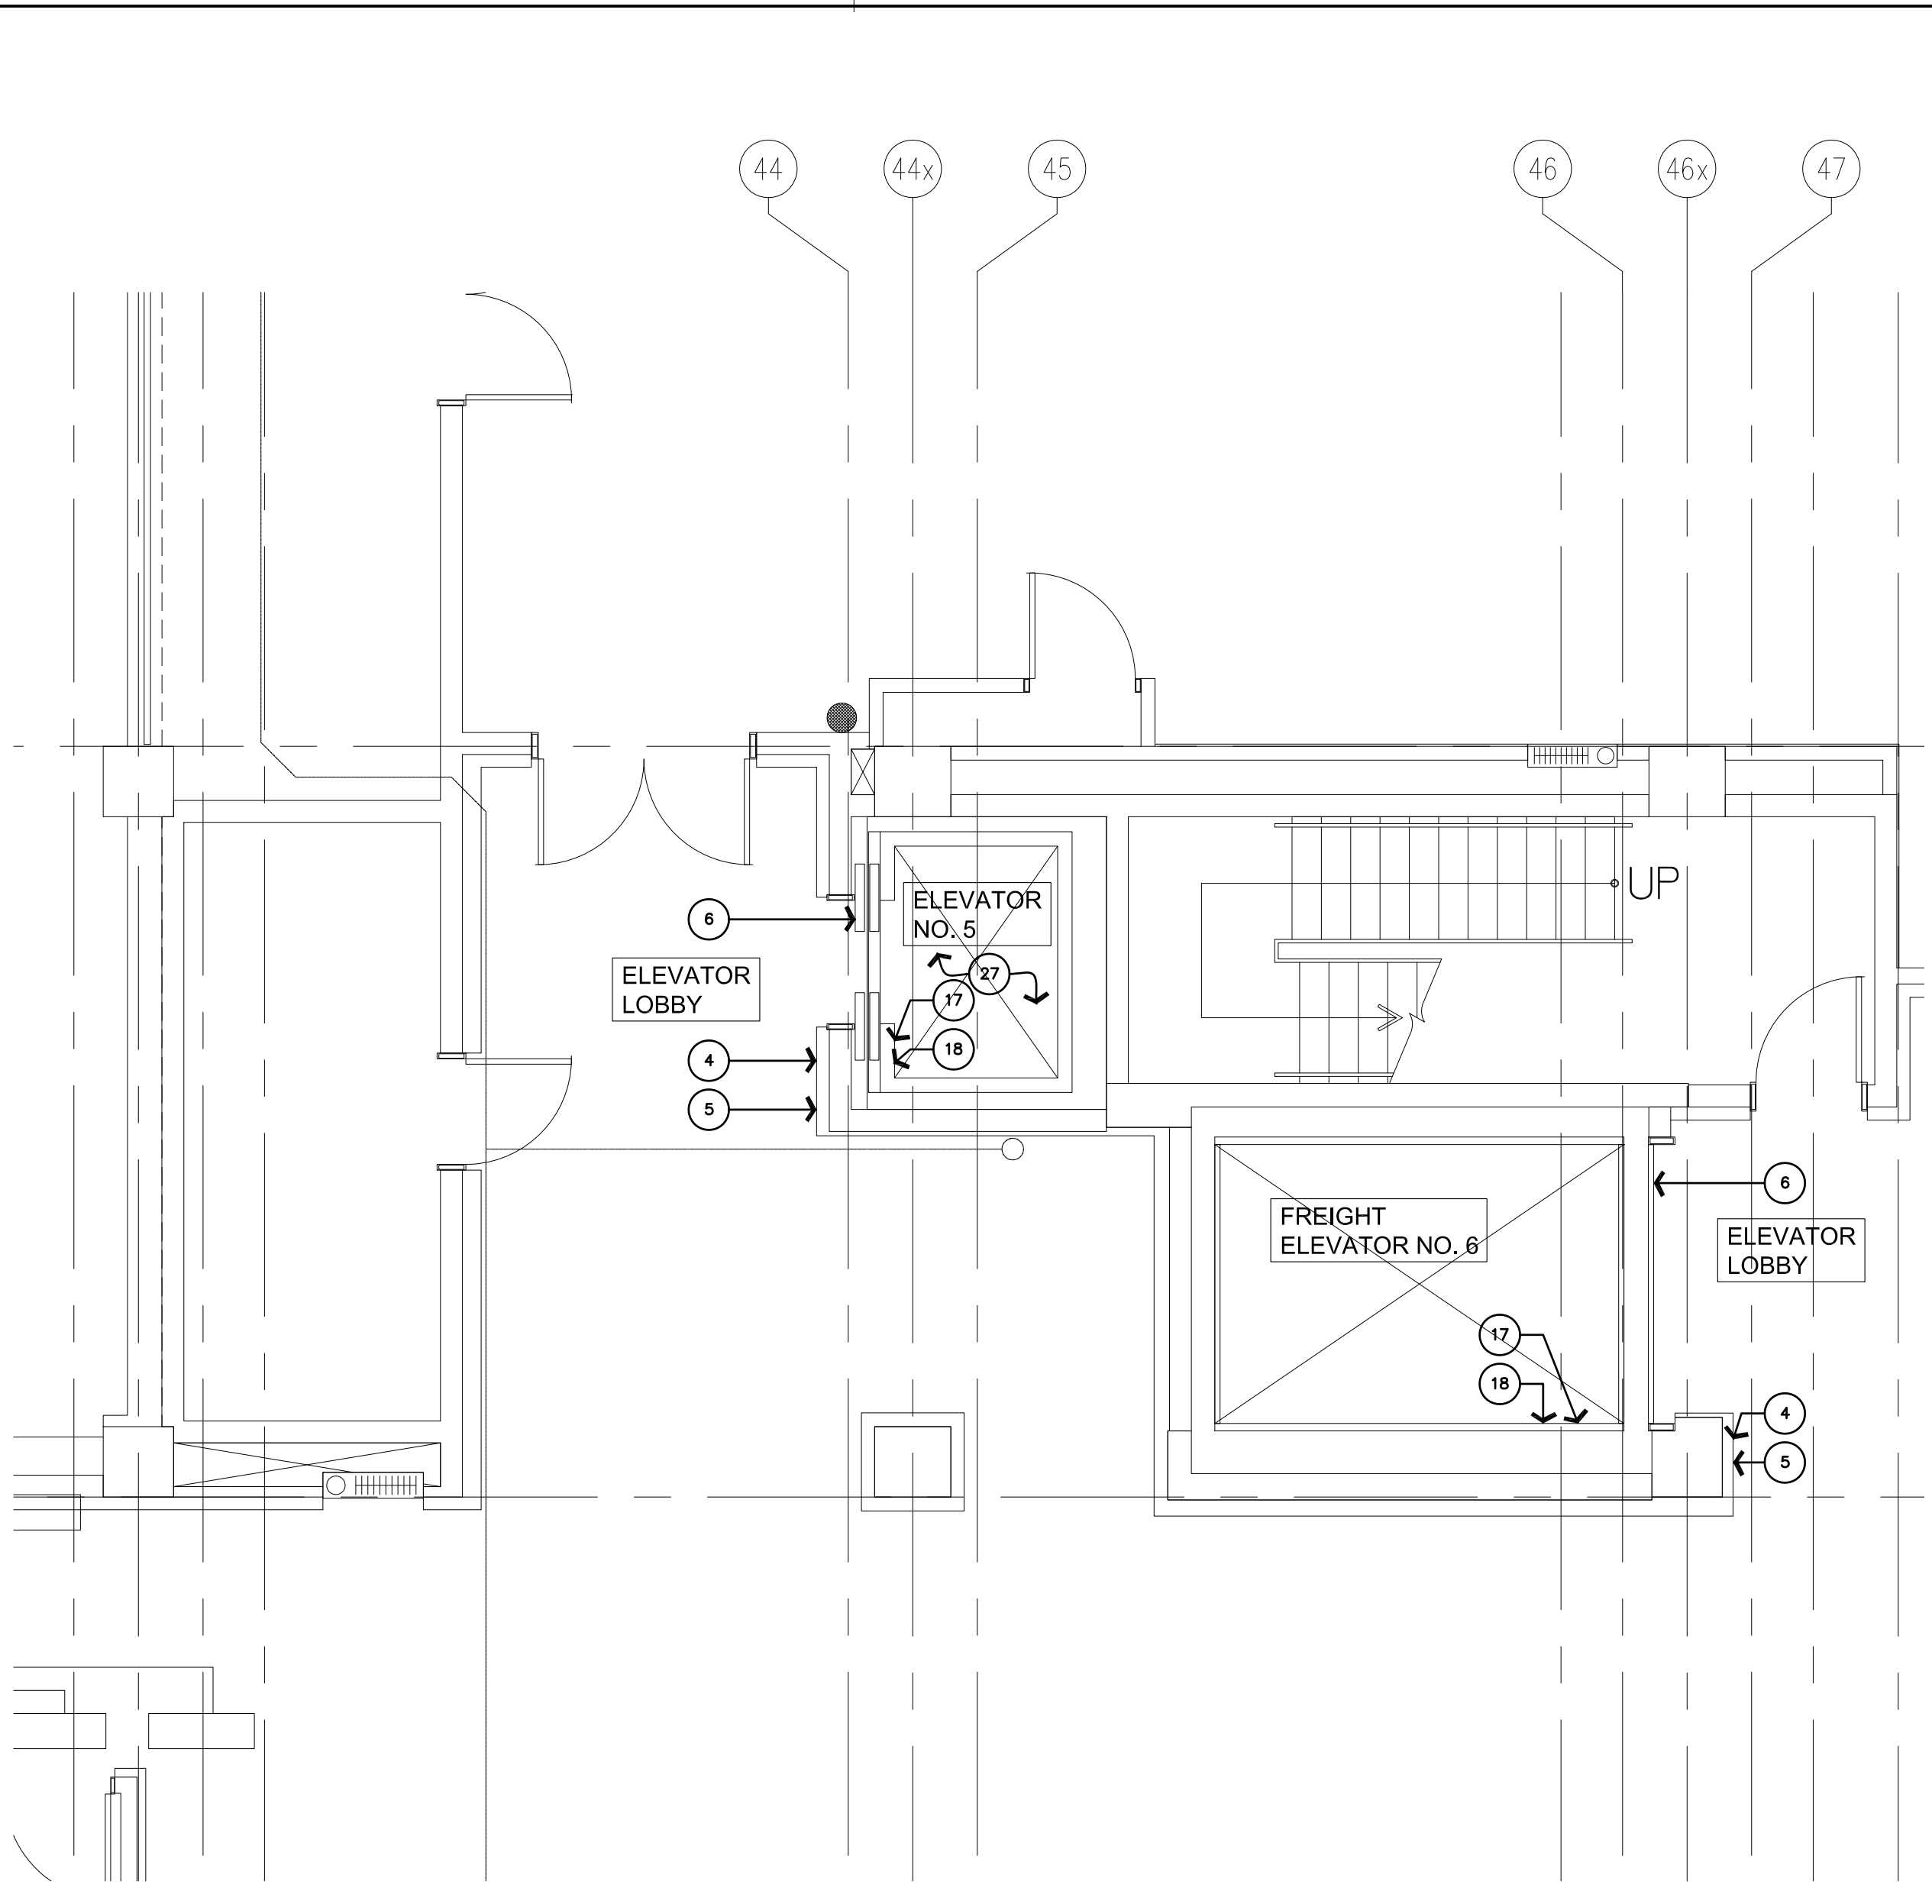 44
44x
45
46
46x
47
UP
ELEVATOR
NO. 5
6
27
ELEVATOR
LOBBY
17
18
4
5
6
FREIGHT
ELEVATOR NO. 6
ELEVATOR
LOBBY
17
18
4
5